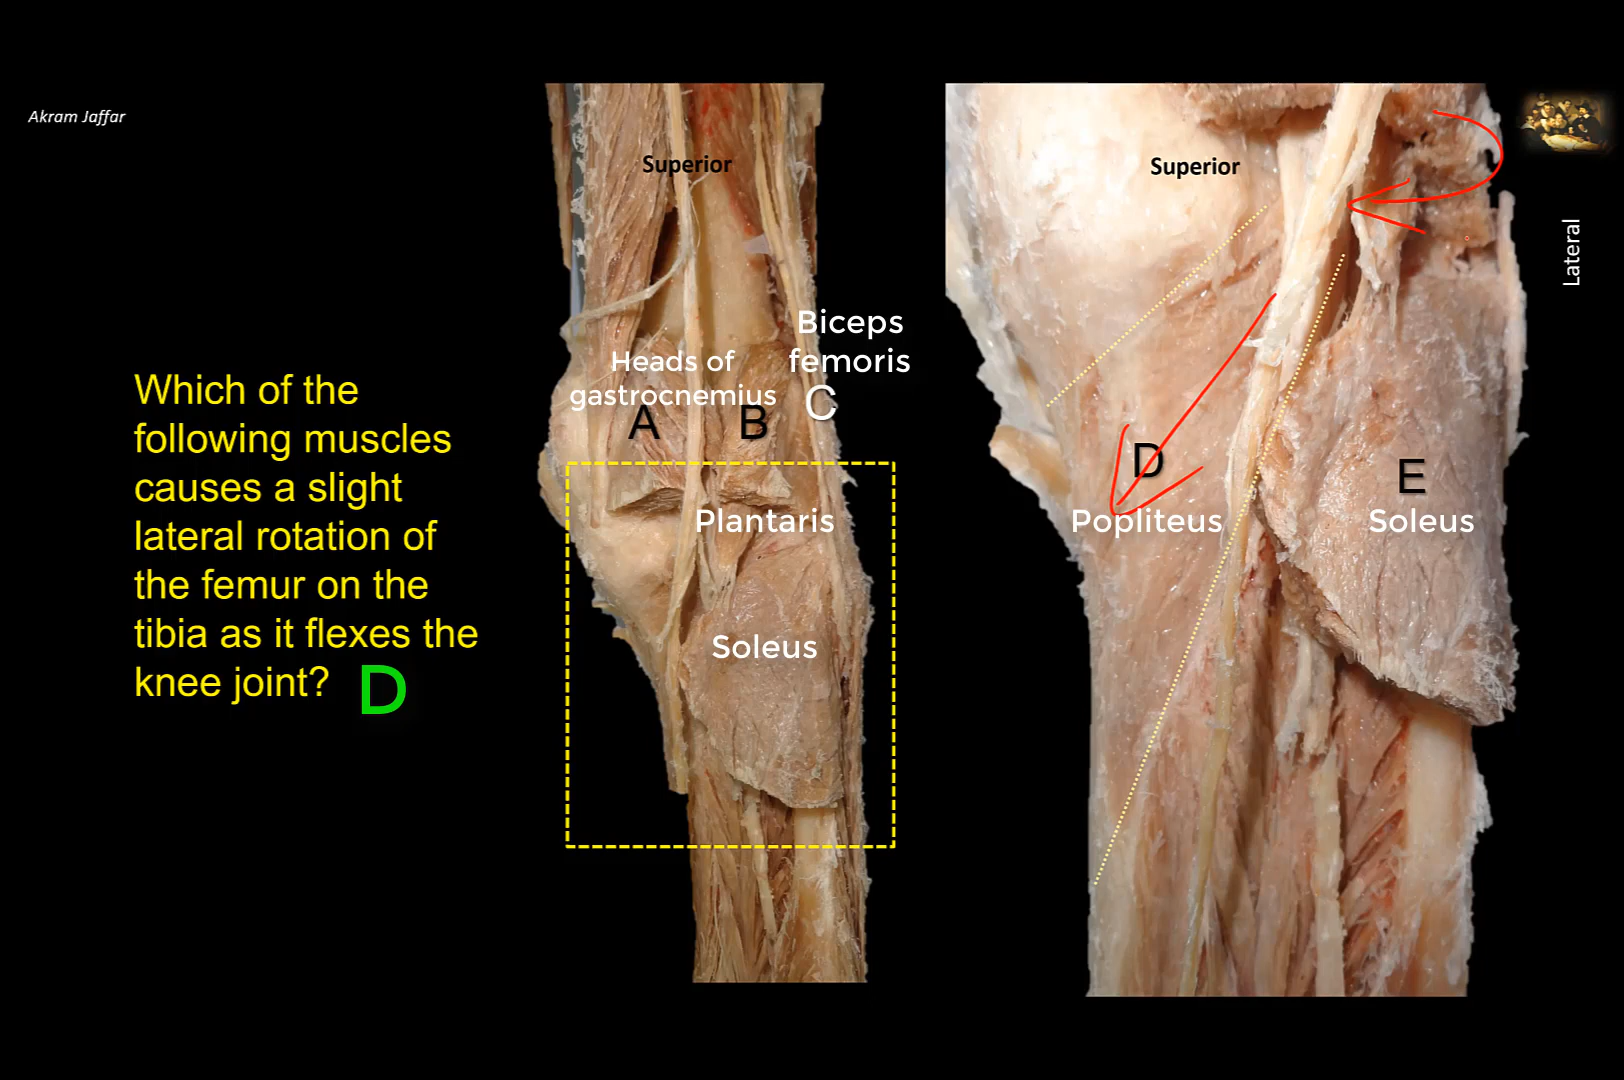 Akram Jaffar
Which of the
following muscles
causes a slight
lateral rotation of
the femur on the
tibia as it flexes the
knee joint? D
Superior
Biceps
femoris
C
Heads of
gastrocnemius
A B
Plantaris
Soleus
Superior
Lateral
D
Popliteus
E
Soleus